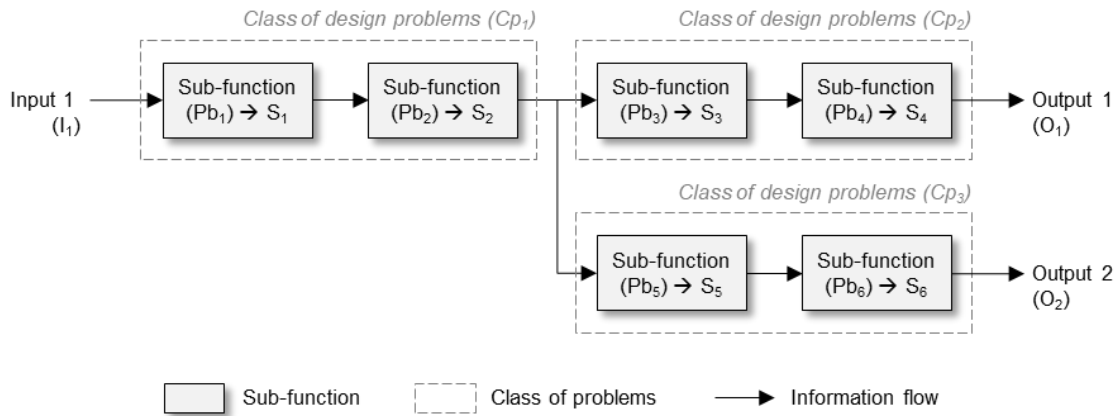 Class of design problems (Cp₁)
Class of design problems (Cp₂)
Input 1
(I₁)
Sub-function
(Pb₁) → S₁
Sub-function
(Pb₂) → S₂
Sub-function
(Pb₃) → S₃
Sub-function
(Pb₄) → S₄
Output 1
(O₁)
Class of design problems (Cp₃)
Sub-function
(Pb₅) → S₅
Sub-function
(Pb₆) → S₆
Output 2
(O₂)
Sub-function
Class of problems
Information flow